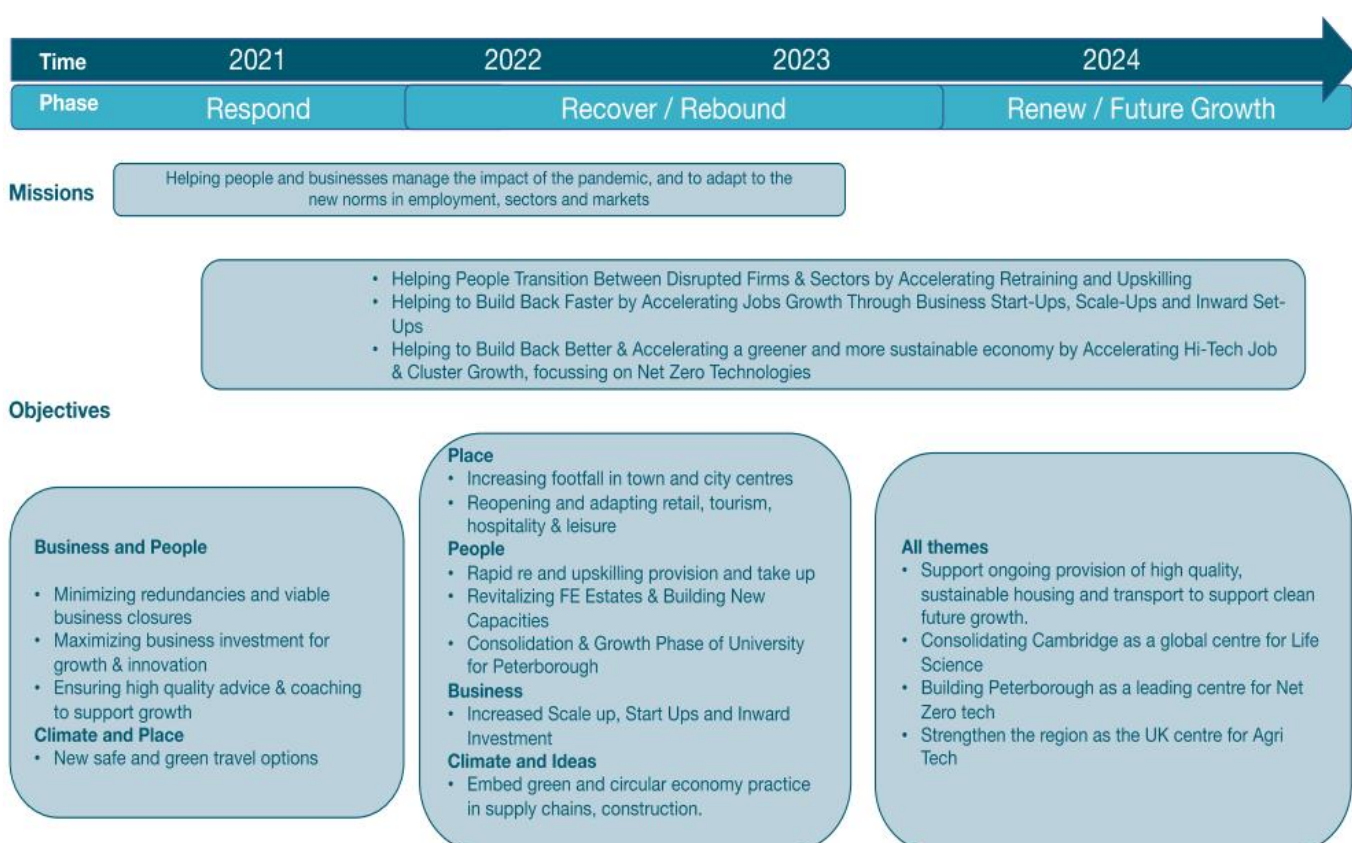 Time 2021 2022 2023 2024
Phase Respond Recover / Rebound Renew / Future Growth
Missions
Helping people and businesses manage the impact of the pandemic, and to adapt to the
new norms in employment, sectors and markets
• Helping People Transition Between Disrupted Firms & Sectors by Accelerating Retraining and Upskilling
• Helping to Build Back Faster by Accelerating Jobs Growth Through Business Start-Ups, Scale-Ups and Inward Set-
Ups
• Helping to Build Back Better & Accelerating a greener and more sustainable economy by Accelerating Hi-Tech Job
& Cluster Growth, focussing on Net Zero Technologies
Objectives
Business and People
• Minimizing redundancies and viable
business closures
• Maximizing business investment for
growth & innovation
• Ensuring high quality advice & coaching
to support growth
Climate and Place
• New safe and green travel options
Place
• Increasing footfall in town and city centres
• Reopening and adapting retail, tourism,
hospitality & leisure
People
• Rapid re and upskilling provision and take up
• Revitalizing FE Estates & Building New
Capacities
• Consolidation & Growth Phase of University
for Peterborough
Business
• Increased Scale up, Start Ups and Inward
Investment
Climate and Ideas
• Embed green and circular economy practice
in supply chains, construction.
All themes
• Support ongoing provision of high quality,
sustainable housing and transport to support clean
future growth.
• Consolidating Cambridge as a global centre for Life
Science
• Building Peterborough as a leading centre for Net
Zero tech
• Strengthen the region as the UK centre for Agri
Tech